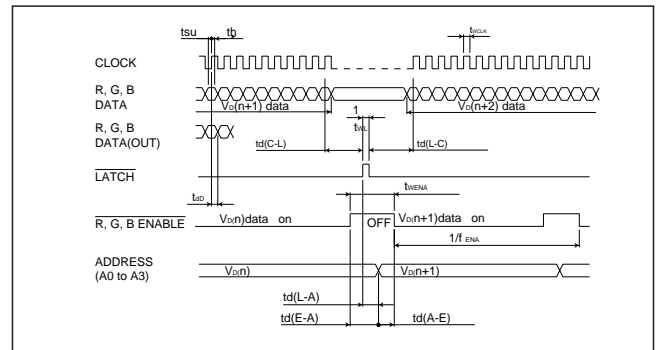 tsu th
tWCLK
CLOCK
R, G, B
DATA
VD(n+1) data
VD(n+2) data
1
tWL
R, G, B
DATA(OUT)
td(C-L)
td(L-C)
LATCH
tdD
tWENA
R, G, B ENABLE
VD(n)data on
OFF
VD(n+1)data on
1/f ENA
ADDRESS
(A0 to A3)
VD(n)
VD(n+1)
td(L-A)
td(E-A)
td(A-E)